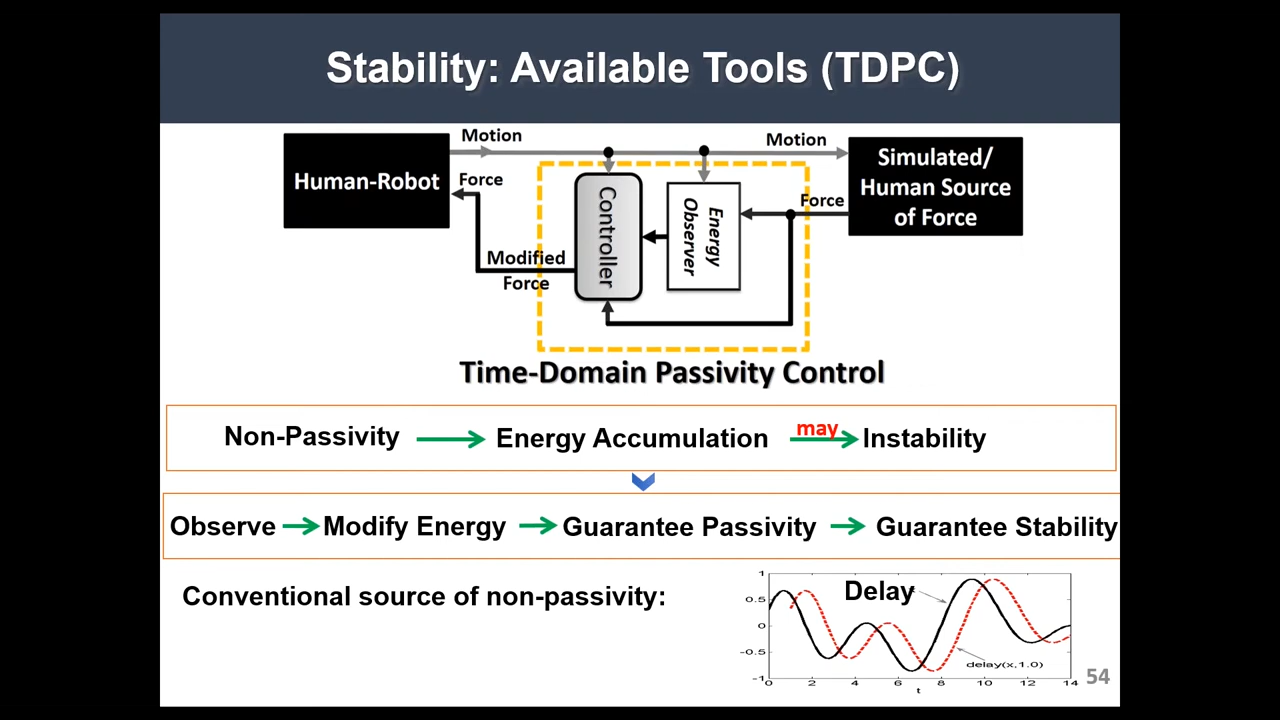 Stability: Available Tools (TDPC)
Motion
Motion
Human-Robot
Force
Controller
Energy
Observer
Force
Simulated/
Human Source
of Force
Modified
Force
Time-Domain Passivity Control
Non-Passivity Energy Accumulation may Instability
Observe Modify Energy Guarantee Passivity Guarantee Stability
Conventional source of non-passivity:
Delay
delay(x,1.0)
1
0.5
0
-0.5
-1
0 2 4 6 8 10 12 14
t
54